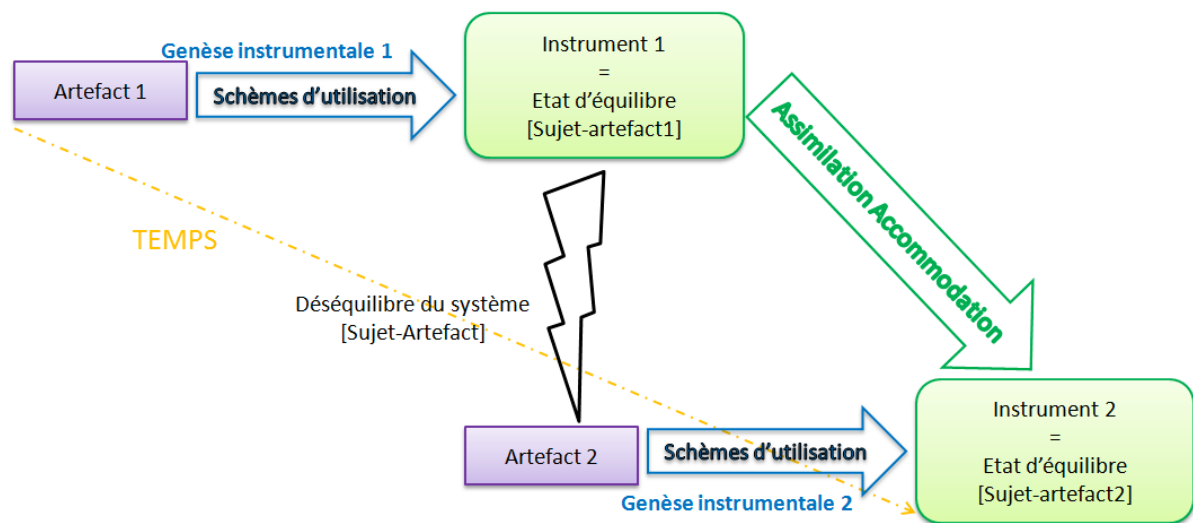 Genèse instrumentale 1
Artefact 1
Schèmes d'utilisation
Instrument 1
=
Etat d'équilibre
[Sujet-artefact1]
Assimilation Accommodation
TEMPS
Déséquilibre du système
[Sujet-Artefact]
Artefact 2
Schèmes d'utilisation
Genèse instrumentale 2
Instrument 2
=
Etat d'équilibre
[Sujet-artefact2]